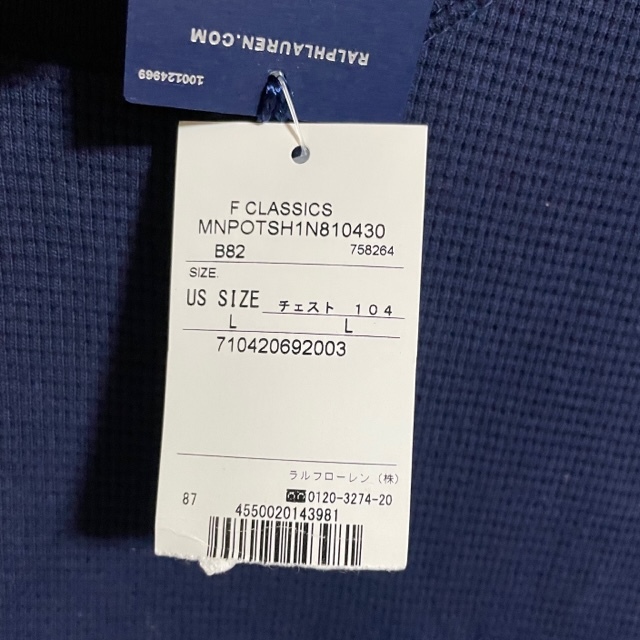 RALPHLAUREN.COM
100124969
F CLASSICS
MNPOTSH1N810430
B82 758264
SIZE.
US SIZE チェスト 104
L L
710420692003
ラルフローレン (株)
87 0120-3274-20
4550020143981